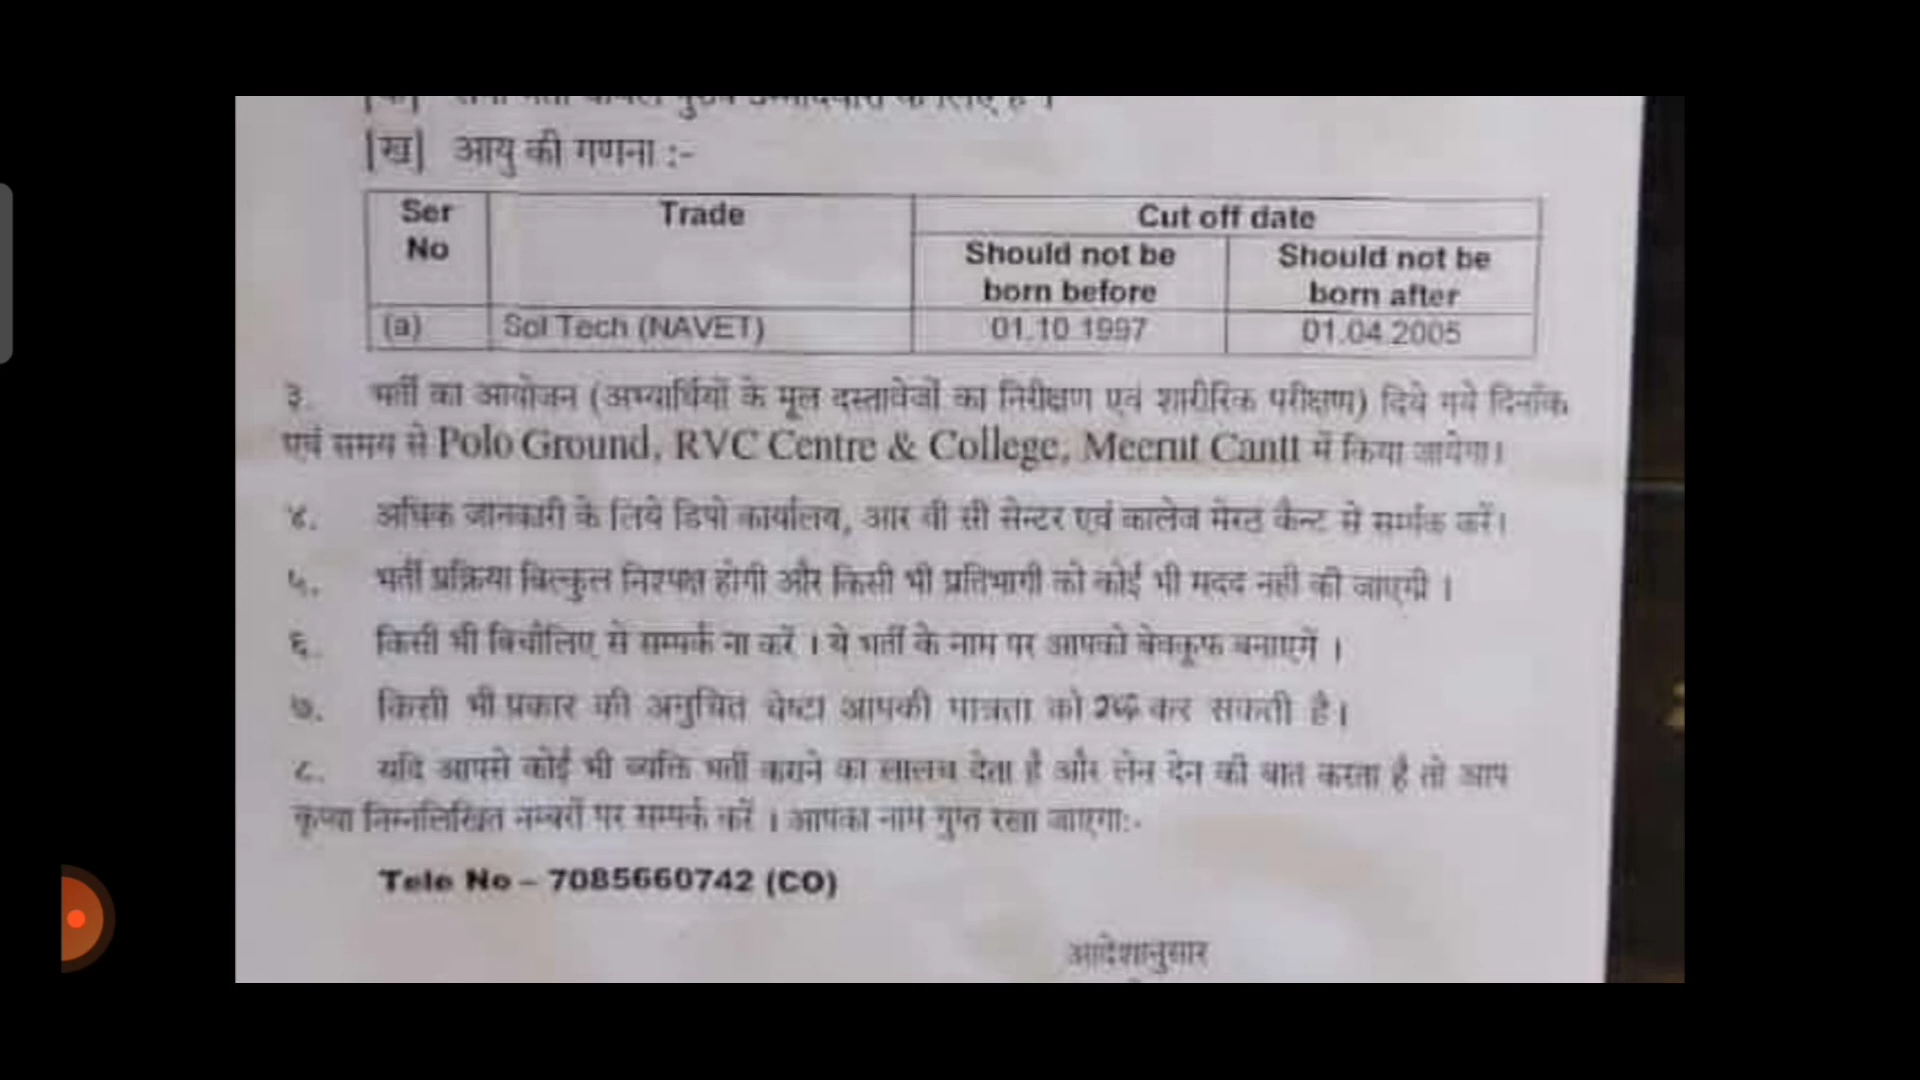 [ख] आयु की गणना :-
Ser No Trade Cut off date
Should not be born before Should not be born after
(a) Sol Tech (NAVET) 01.10.1997 01.04.2005
३. भर्ती का आयोजन (अभ्यार्थियों के मूल दस्तावेजों का निरीक्षण एवं शारीरिक परीक्षण) दिये गये दिनाँक
एवं समय से Polo Ground, RVC Centre & College, Meerut Cantt में किया जायेगा।
४. अधिक जानकारी के लिये डिपो कार्यालय, आर वी सी सेन्टर एवं कालेज मेरठ कैन्ट से सर्म्पक करें।
५. भर्ती प्रक्रिया बिल्कुल निश्पक्ष होगी और किसी भी प्रतिभागी को कोई भी मदद नही की जाएगी ।
६. किसी भी बिचौलिए से सम्पर्क ना करें । ये भर्ती के नाम पर आपको बेवकूफ बनाएगें ।
७. किसी भी प्रकार की अनुचित चेष्टा आपकी पात्रता को रद्द कर सकती है।
८. यदि आपसे कोई भी व्यक्ति भर्ती कराने का लालच देता है और लेन देन की बात करता है तो आप
कृप्या निम्नलिखित नम्बरों पर सम्पर्क करें । आपका नाम गुप्त रखा जाएगा:-
Tele No – 7085660742 (CO)
आदेशानुसार